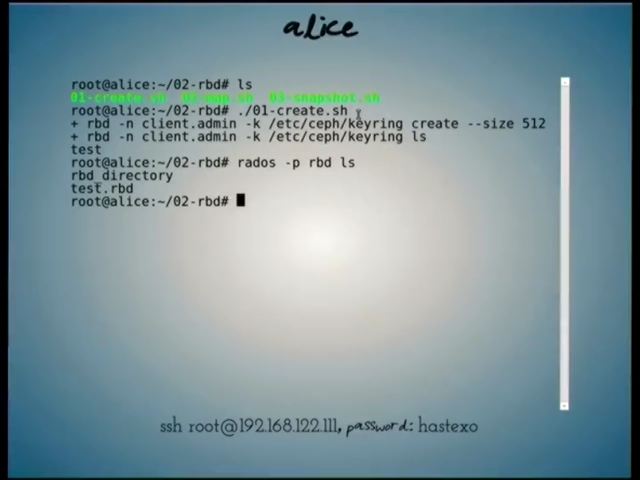 alice
root@alice:~/02-rbd# ls
01-create.sh 02-map.sh 03-snapshot.sh
root@alice:~/02-rbd# ./01-create.sh
+ rbd -n client.admin -k /etc/ceph/keyring create --size 512
+ rbd -n client.admin -k /etc/ceph/keyring ls
test
root@alice:~/02-rbd# rados -p rbd ls
rbd_directory
test.rbd
root@alice:~/02-rbd#
ssh root@192.168.122.111, password: hastexo